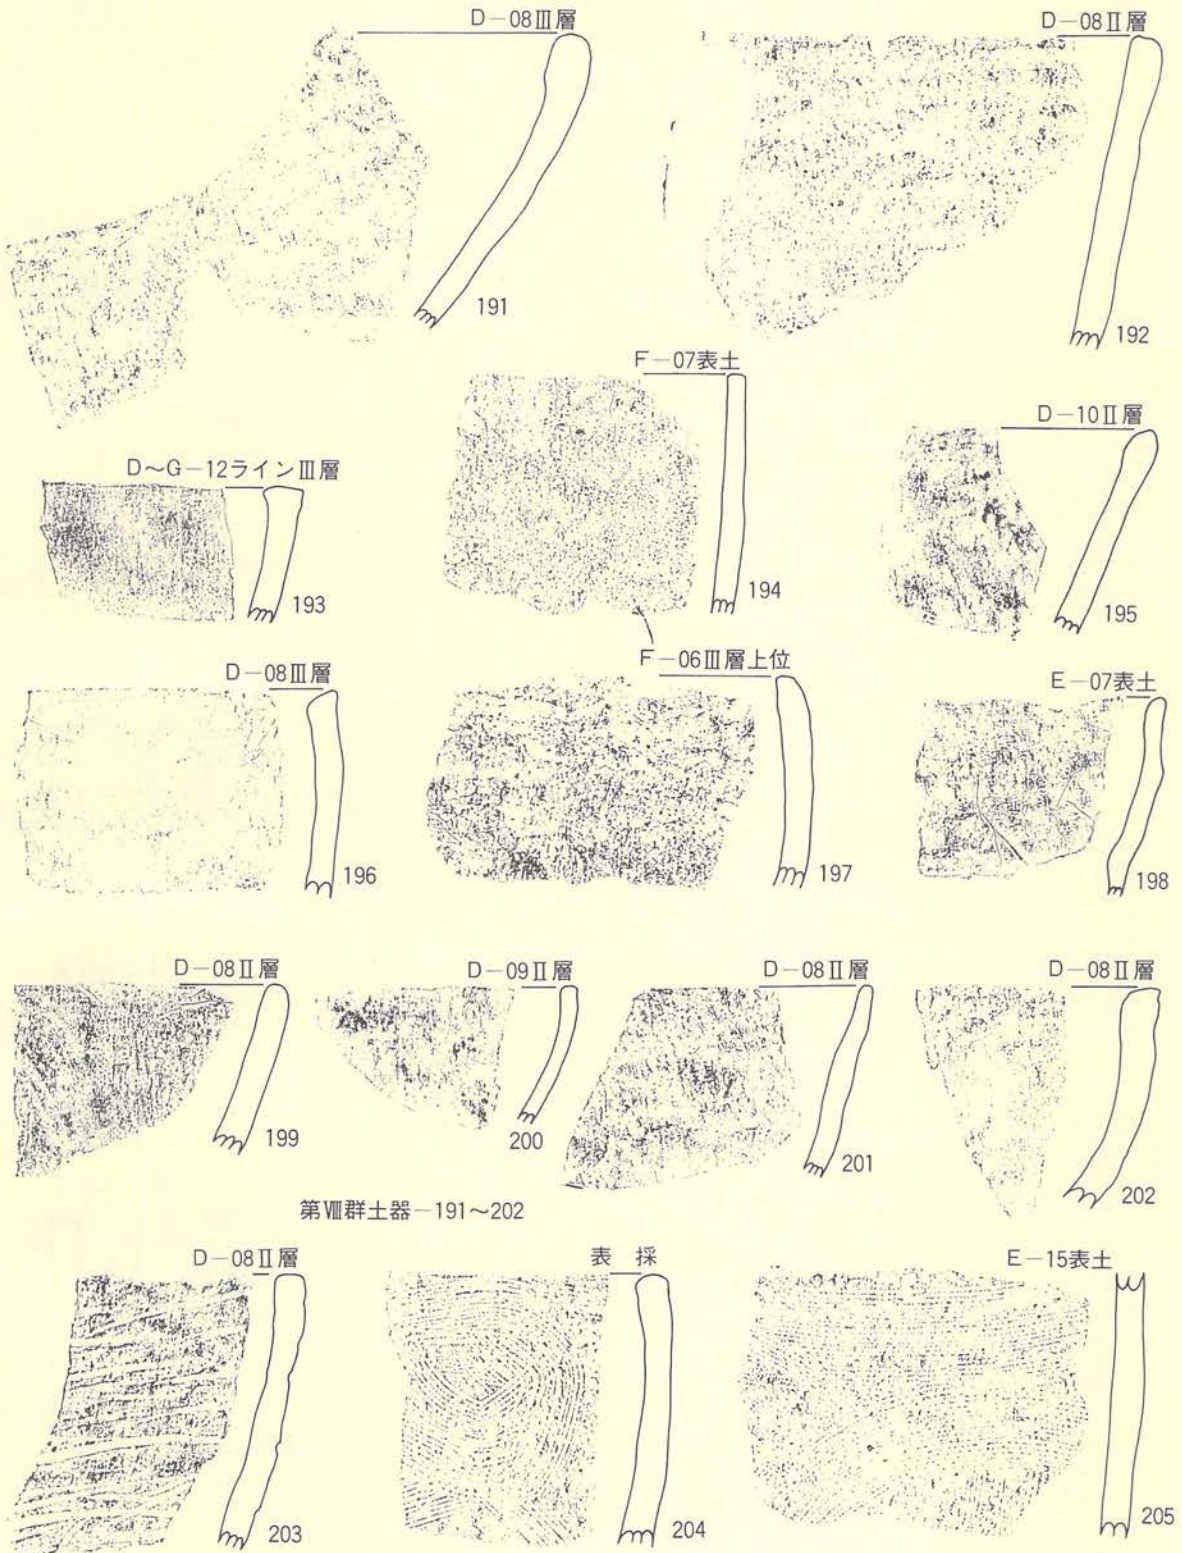 D－08Ⅲ層
D－08Ⅱ層
191
192
F－07表土
D－10Ⅱ層
D～G－12ラインⅢ層
193
194
195
D－08Ⅲ層
F－06Ⅲ層上位
E－07表土
196
197
198
D－08Ⅱ層
D－09Ⅱ層
D－08Ⅱ層
D－08Ⅱ層
199
200
201
202
第Ⅷ群土器－191～202
D－08Ⅱ層
表　採
E－15表土
203
204
205